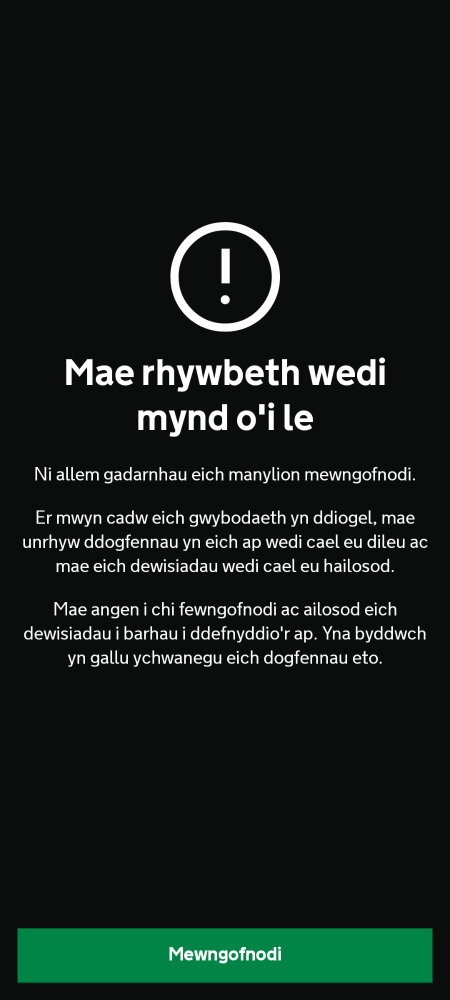 Mae rhywbeth wedi
mynd o'i le
Ni allem gadarnhau eich manylion mewngofnodi.
Er mwyn cadw eich gwybodaeth yn ddiogel, mae
unrhyw ddogfennau yn eich ap wedi cael eu dileu ac
mae eich dewisiadau wedi cael eu hailosod.
Mae angen i chi fewngofnodi ac ailosod eich
dewisiadau i barhau i ddefnyddio'r ap. Yna byddwch
yn gallu ychwanegu eich dogfennau eto.
Mewngofnodi